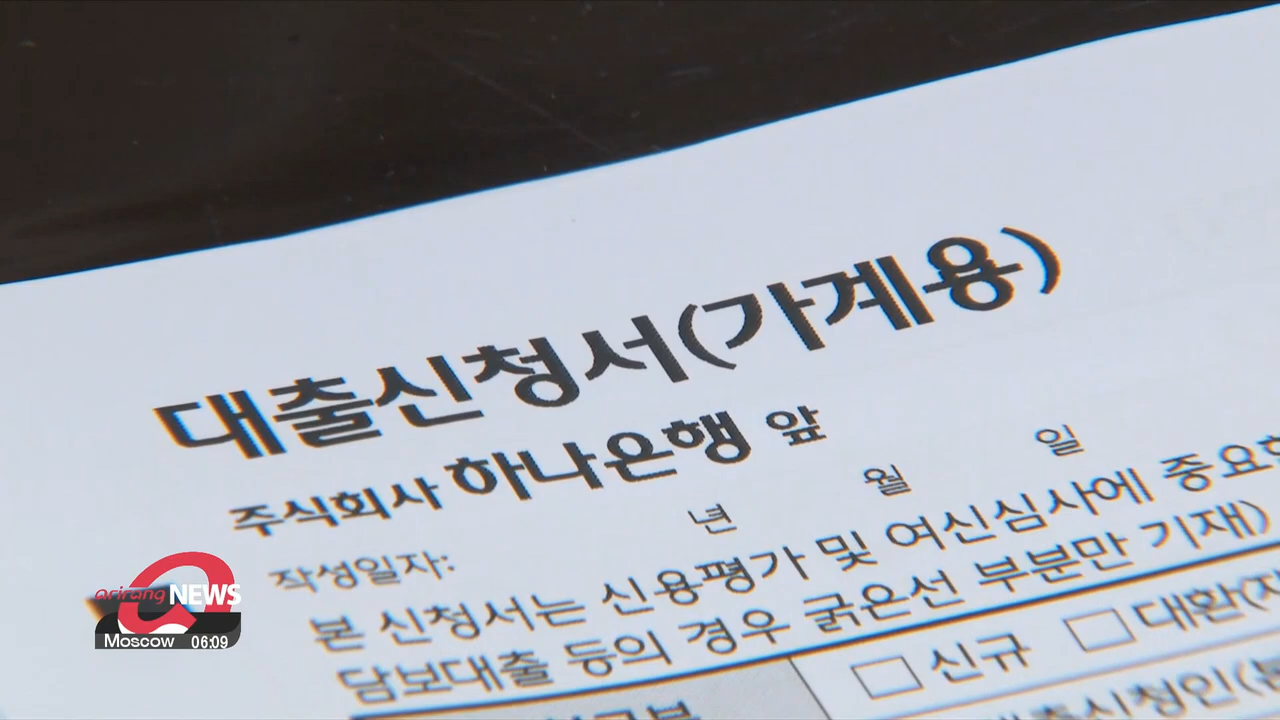 대출신청서(가계용)
주식회사 하나은행 앞
작성일자: 년 월 일
본 신청서는 신용평가 및 여신심사에
담보대출 등의 경우 굵은선 부분만 기재)
신규 대환
arirang NEWS
Moscow 06:09